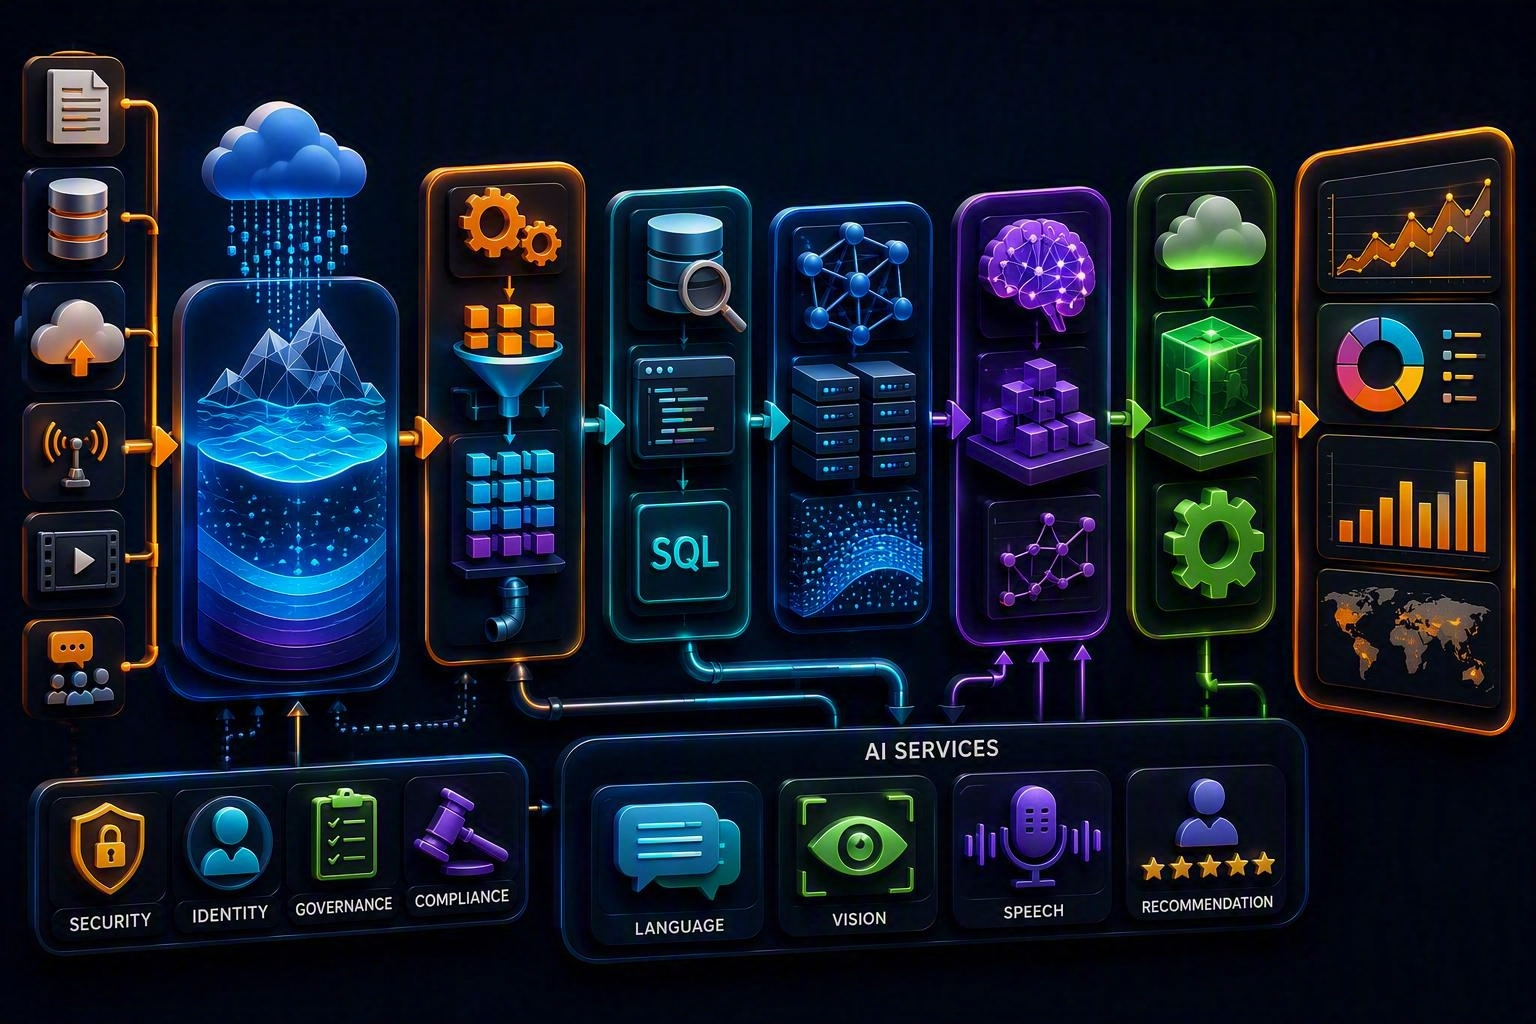 SQL
AI SERVICES
SECURITY
IDENTITY
GOVERNANCE
COMPLIANCE
LANGUAGE
VISION
SPEECH
RECOMMENDATION